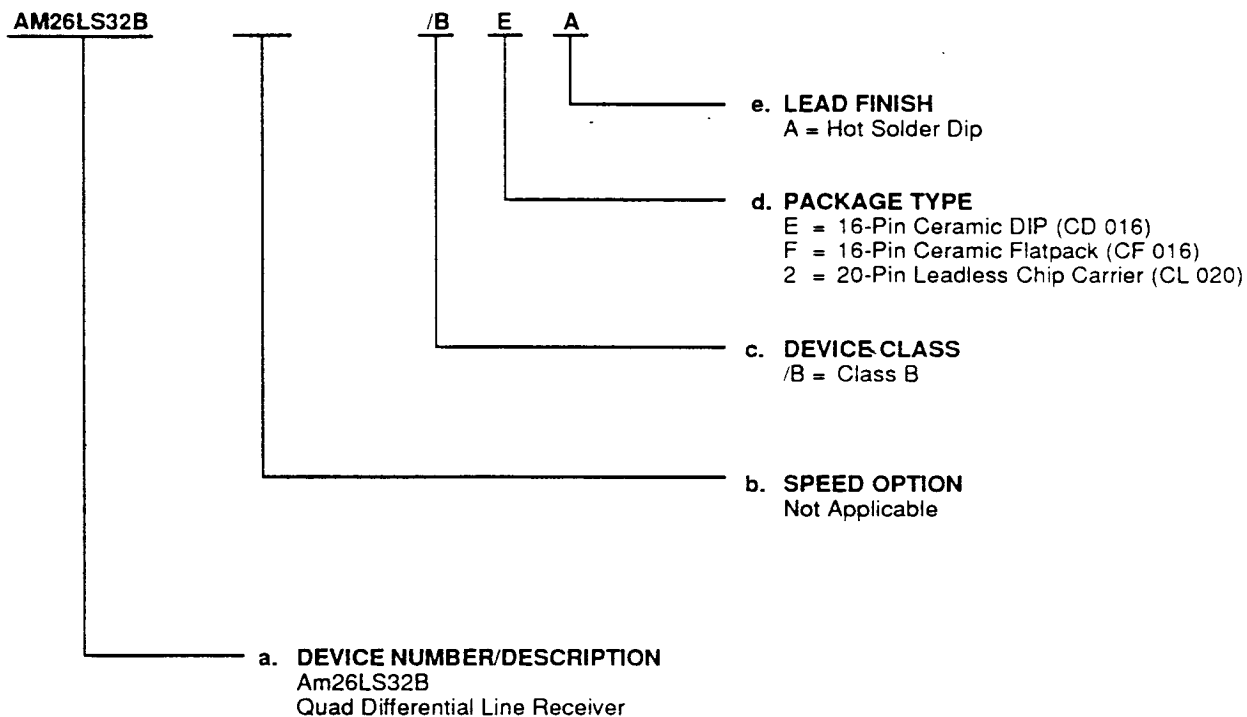 AM26LS32B /B E A
e. LEAD FINISH
A = Hot Solder Dip
d. PACKAGE TYPE
E = 16-Pin Ceramic DIP (CD 016)
F = 16-Pin Ceramic Flatpack (CF 016)
2 = 20-Pin Leadless Chip Carrier (CL 020)
c. DEVICE CLASS
/B = Class B
b. SPEED OPTION
Not Applicable
a. DEVICE NUMBER/DESCRIPTION
Am26LS32B
Quad Differential Line Receiver